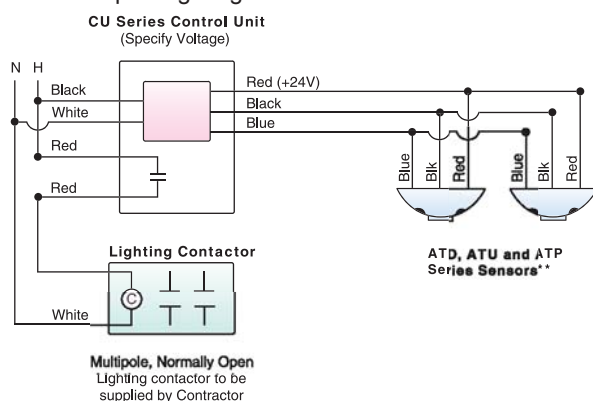 CU Series Control Unit
(Specify Voltage)
N H
Black
White
Red
Red
Red (+24V)
Black
Blue
Blue
Blk
Red
Blue
Blk
Red
ATD, ATU and ATP
Series Sensors**
Lighting Contactor
C
White
Multipole, Normally Open
Lighting contactor to be
supplied by Contractor